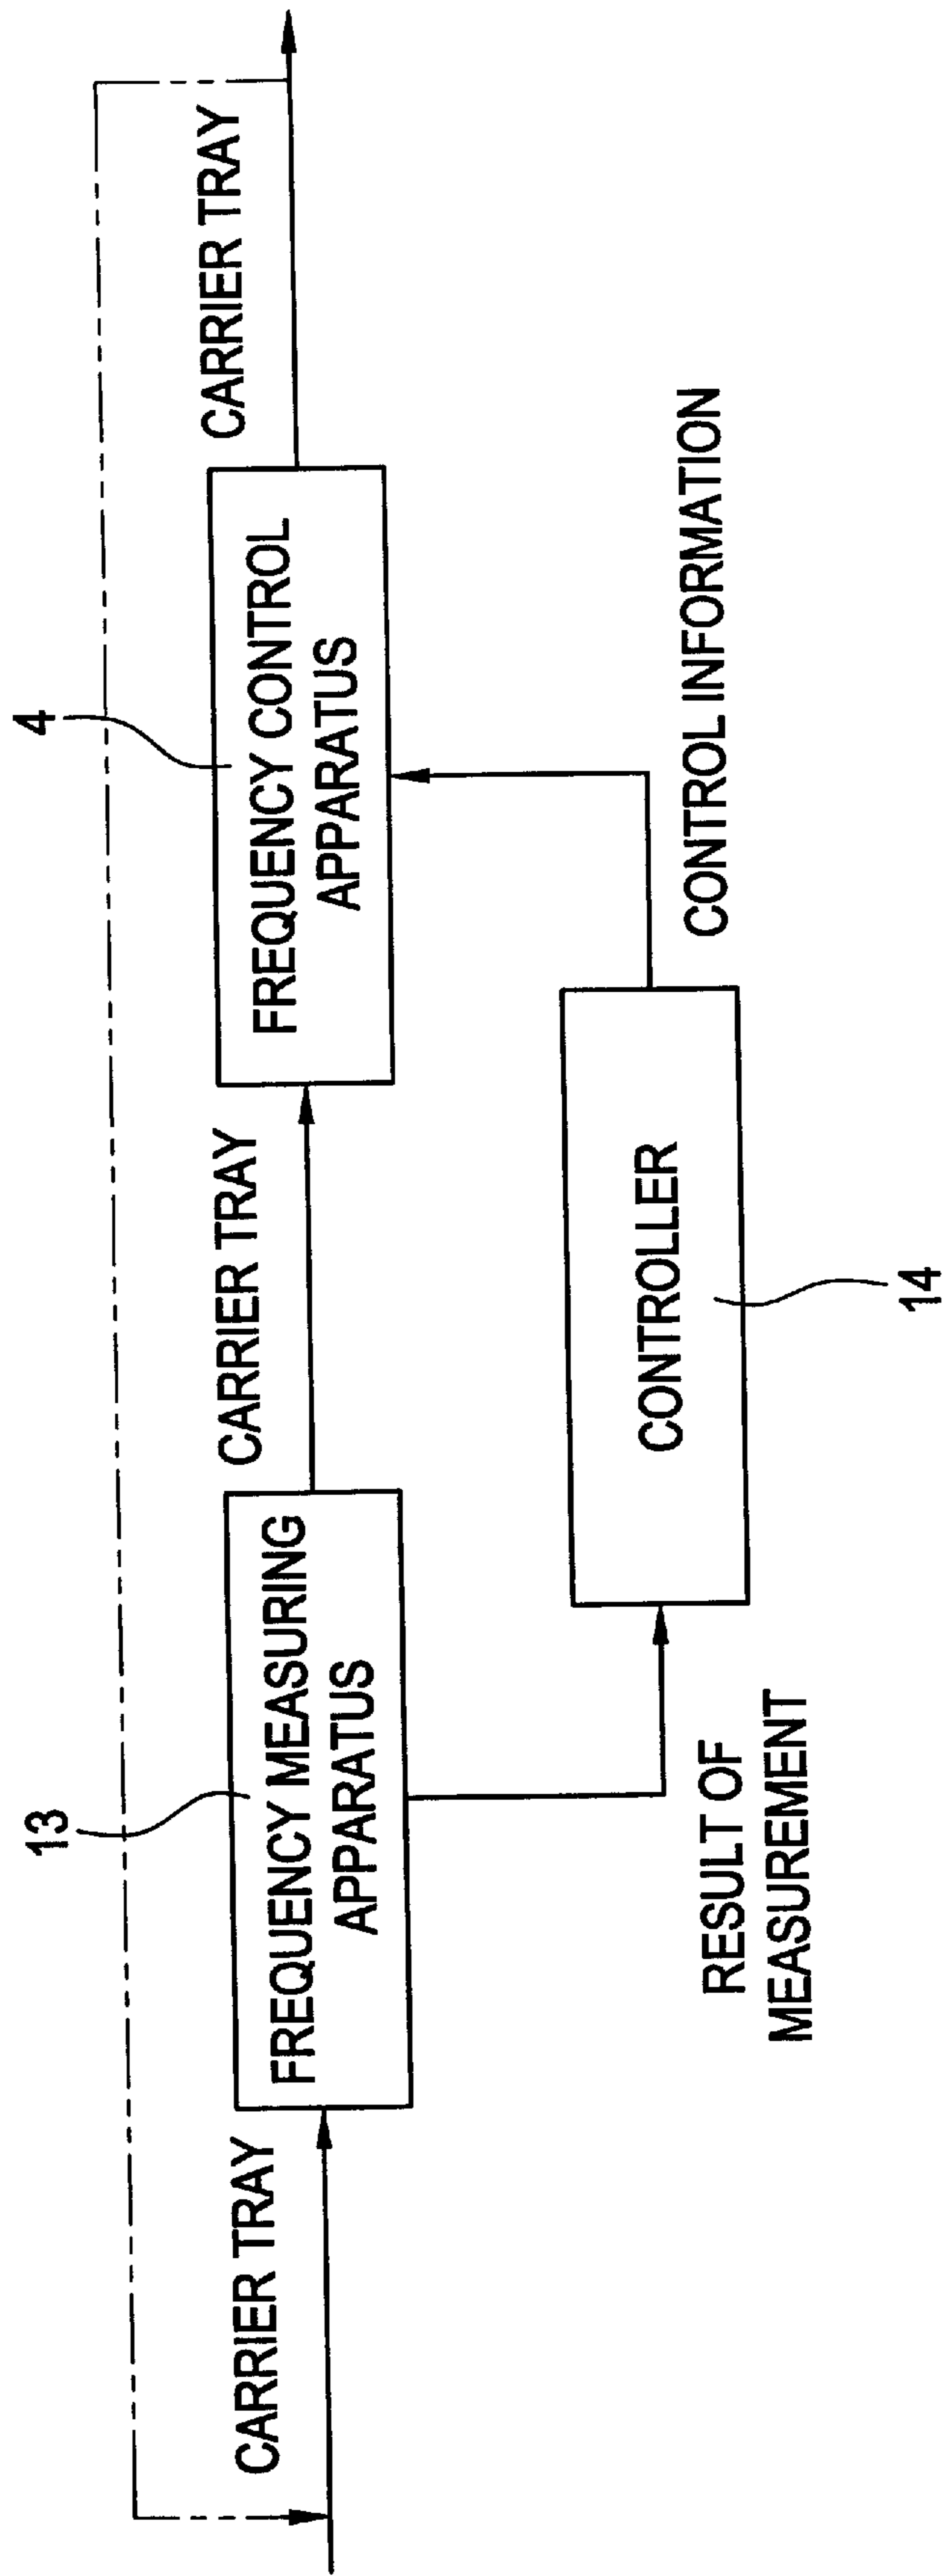 13
4
CARRIER TRAY
FREQUENCY MEASURING
APPARATUS
CARRIER TRAY
FREQUENCY CONTROL
APPARATUS
CARRIER TRAY
RESULT OF
MEASUREMENT
CONTROLLER
14
CONTROL INFORMATION